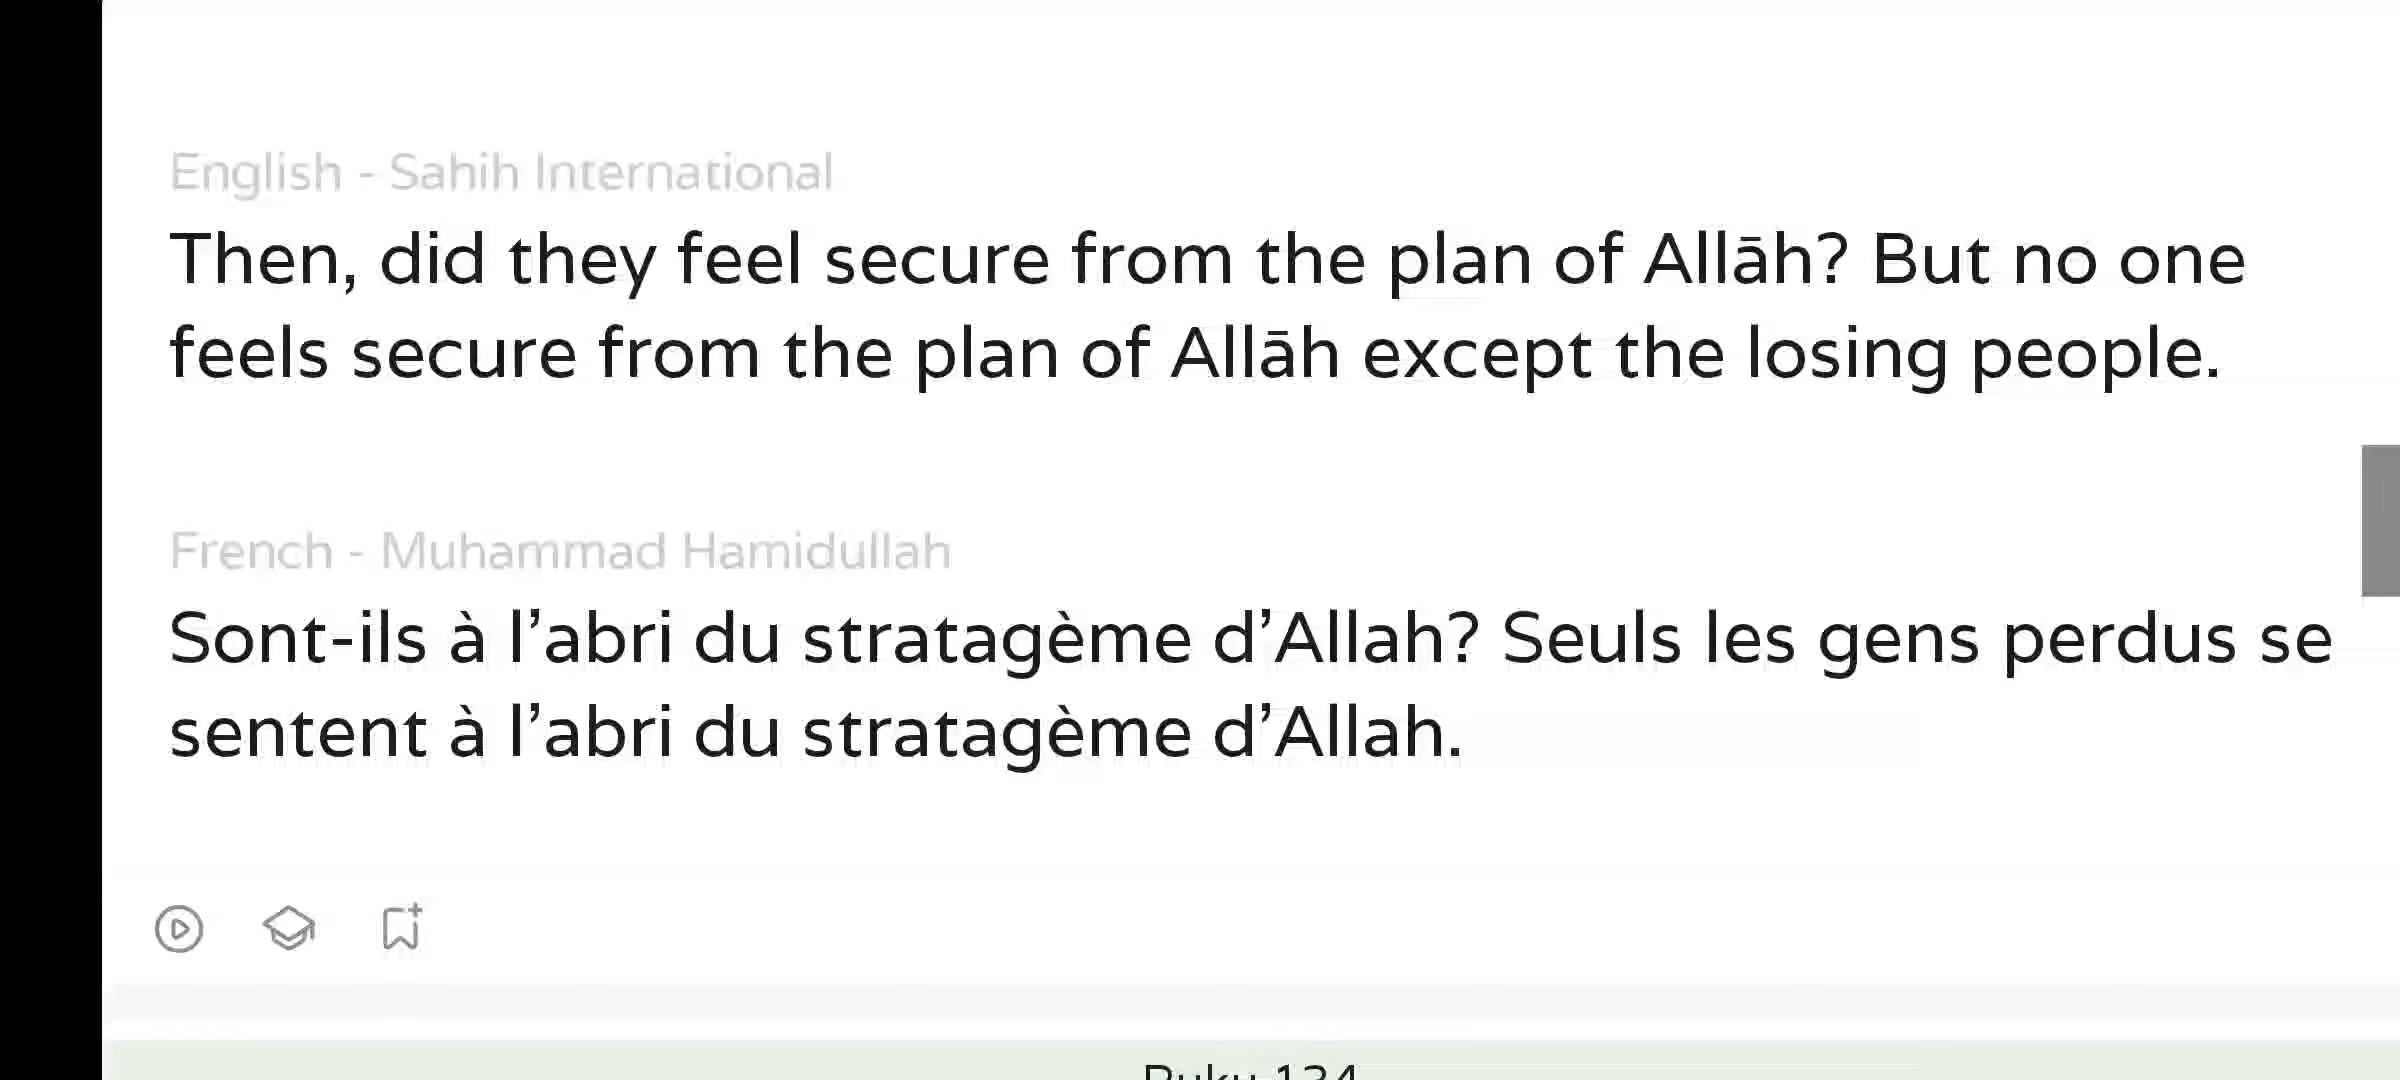 English - Sahih International
Then, did they feel secure from the plan of Allāh? But no one
feels secure from the plan of Allāh except the losing people.
French - Muhammad Hamidullah
Sont-ils à l’abri du stratagème d’Allah? Seuls les gens perdus se
sentent à l’abri du stratagème d’Allah.
Ruku 134